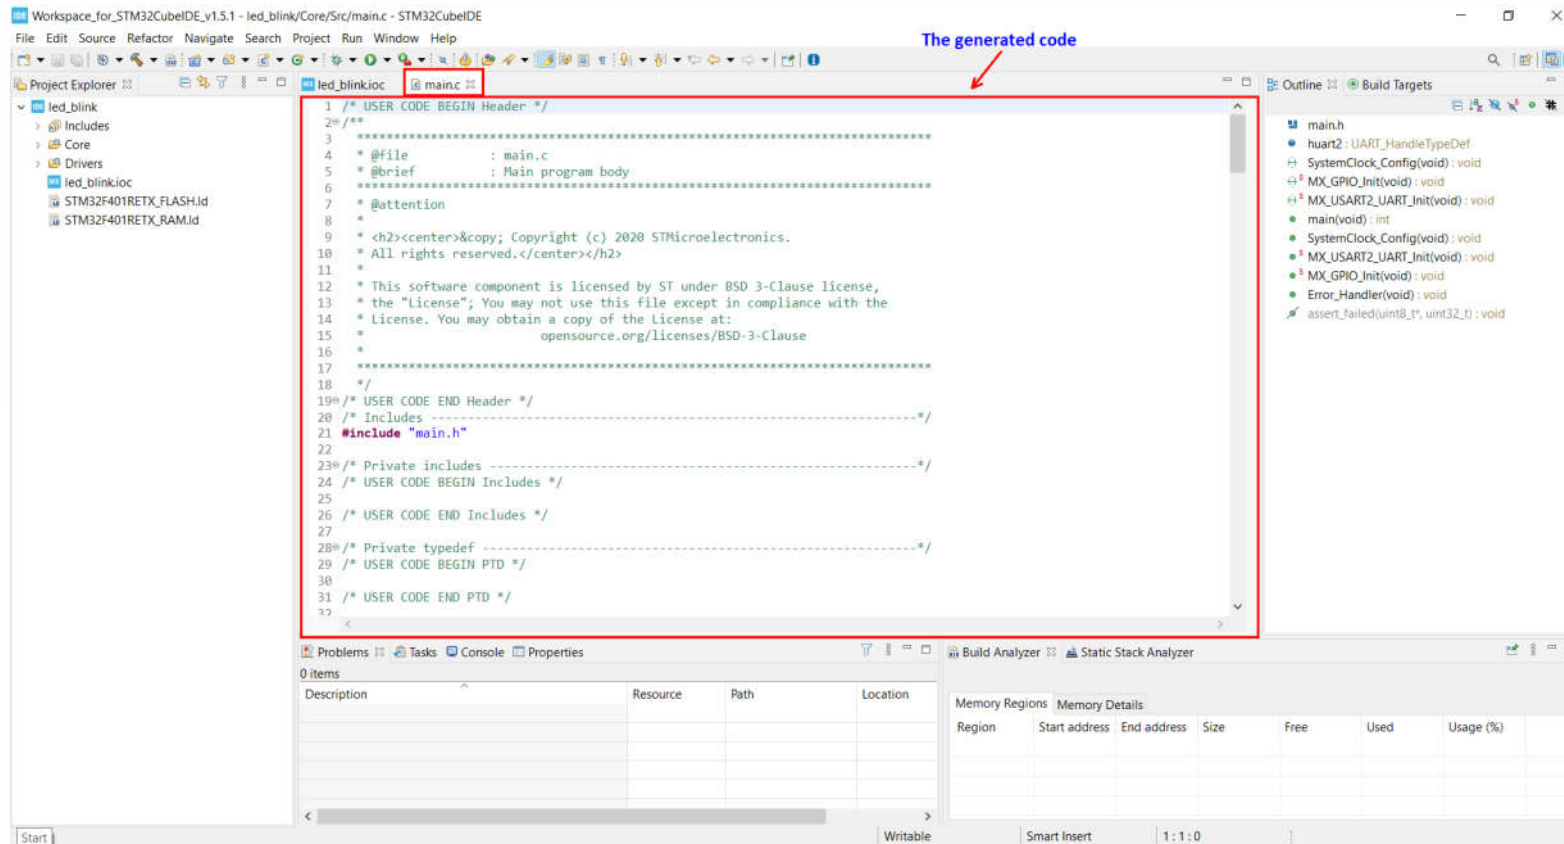 Workspace_for_STM32CubeIDE_v1.5.1 - led_blink/Core/Src/main.c - STM32CubeIDE
File Edit Source Refactor Navigate Search Project Run Window Help
The generated code
Project Explorer
led_blink
Includes
Core
Drivers
led_blink.ioc
STM32F401RETX_FLASH.ld
STM32F401RETX_RAM.ld
led_blink.ioc main.c
1 /* USER CODE BEGIN Header */
2 /**
3 ******************************************************************************
4 * @file : main.c
5 * @brief : Main program body
6 ******************************************************************************
7 * @attention
8 *
9 * <h2><center>&copy; Copyright (c) 2020 STMicroelectronics.
10 * All rights reserved.</center></h2>
11 *
12 * This software component is licensed by ST under BSD 3-Clause license,
13 * the "License"; You may not use this file except in compliance with the
14 * License. You may obtain a copy of the License at:
15 * opensource.org/licenses/BSD-3-Clause
16 *
17 ******************************************************************************
18 */
19 /* USER CODE END Header */
20 /* Includes ------------------------------------------------------------------*/
21 #include "main.h"
22
23 /* Private includes ----------------------------------------------------------*/
24 /* USER CODE BEGIN Includes */
25
26 /* USER CODE END Includes */
27
28 /* Private typedef -----------------------------------------------------------*/
29 /* USER CODE BEGIN PTD */
30
31 /* USER CODE END PTD */
32
Outline Build Targets
main.h
huart2 : UART_HandleTypeDef
SystemClock_Config(void) : void
MX_GPIO_Init(void) : void
MX_USART2_UART_Init(void) : void
main(void) : int
SystemClock_Config(void) : void
MX_USART2_UART_Init(void) : void
MX_GPIO_Init(void) : void
Error_Handler(void) : void
assert_failed(uint8_t*, uint32_t) : void
Problems Tasks Console Properties
0 items
Description Resource Path Location
Build Analyzer Static Stack Analyzer
Memory Regions Memory Details
Region Start address End address Size Free Used Usage (%)
Start
Writable Smart Insert 1 : 1 : 0